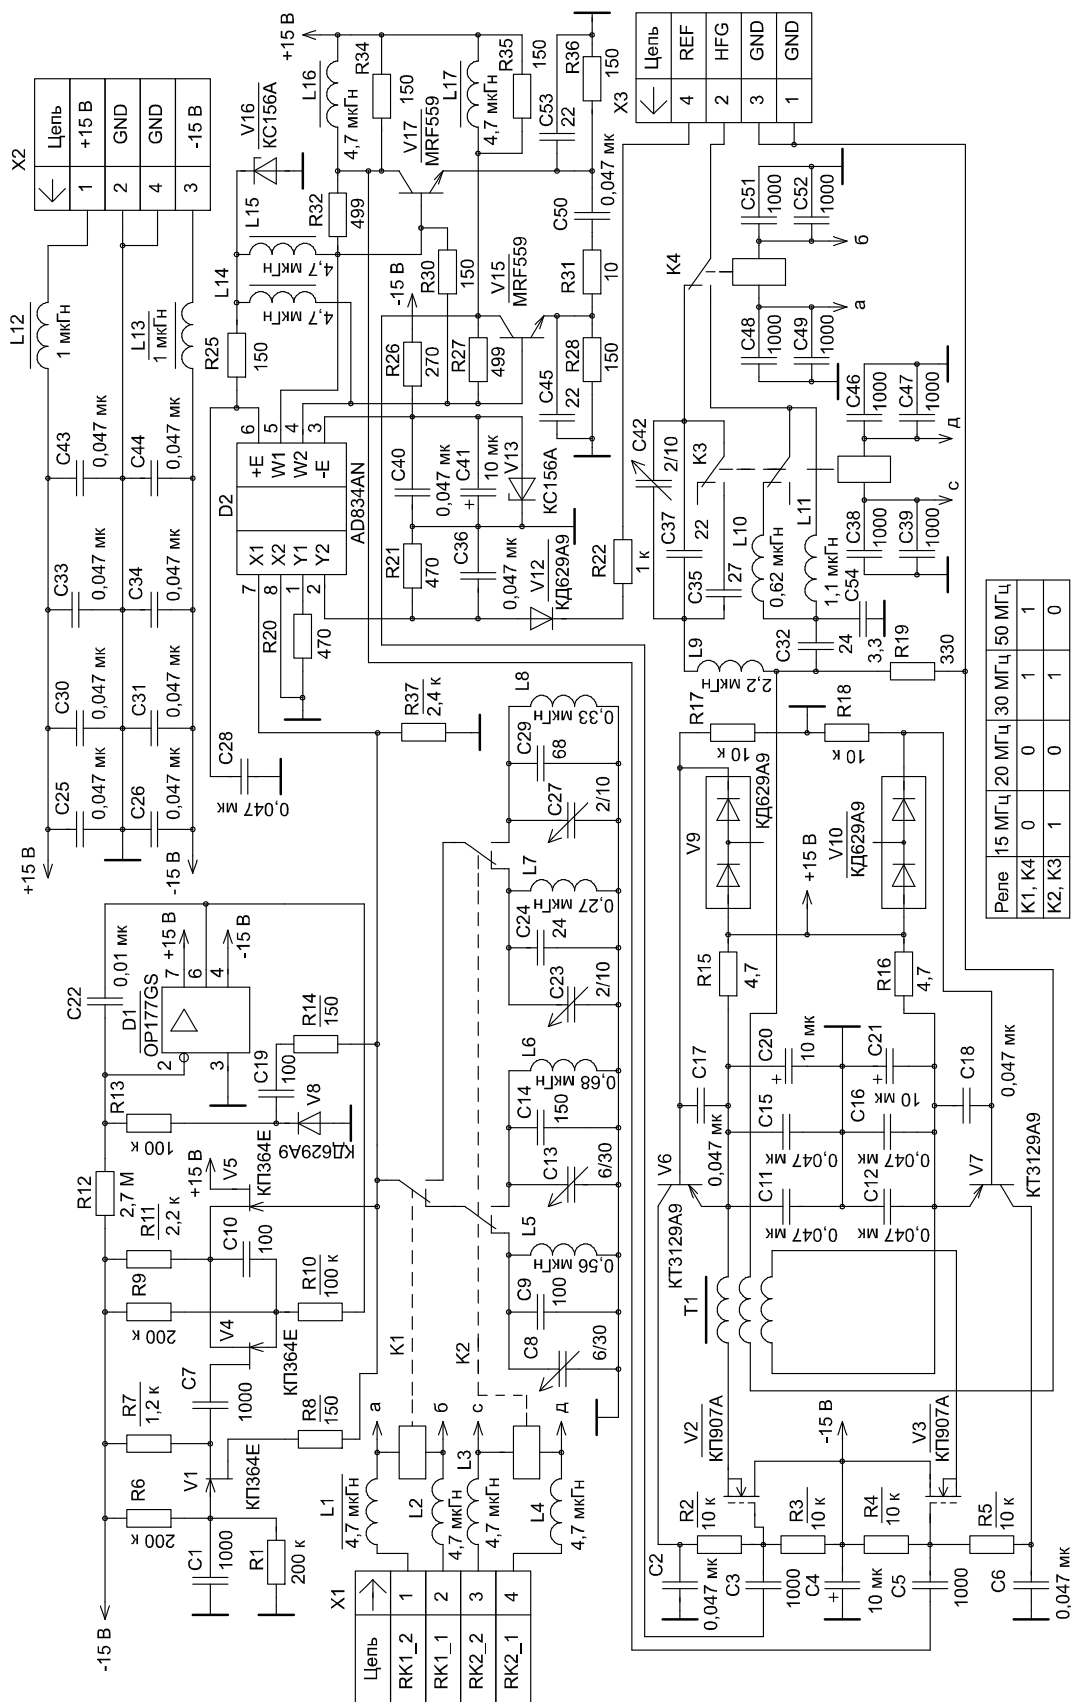 X2
Цепь
1 +15 В
2 GND
4 GND
3 -15 В
L12
1 мкГн
L13
1 мкГн
C43
0,047 мк
C44
0,047 мк
C33
0,047 мк
C34
0,047 мк
C30
0,047 мк
C31
0,047 мк
C25
0,047 мк
C26
0,047 мк
+15 В
-15 В
C28
0,047 мк
V16
КС156А
L15
4,7 мкГн
L14
4,7 мкГн
R25
150
+15 В
L16
4,7 мкГн
R34
150
R32
499
V17
MRF559
L17
4,7 мкГн
R35
150
R36
150
C53
22
C50
0,047 мк
R31
10
R30
150
-15 В
V15
MRF559
R26
270
R27
499
C45
22
R28
150
D2
AD834AN
X1
X2
Y1
Y2
+E
W1
W2
-E
7
8
1
2
6
5
4
3
R20
470
C40
0,047 мк
C41
10 мк
+
V13
КС156А
R21
470
C36
0,047 мк
V12
КД629А9
R22
1 к
R37
2,4 к
X3
Цепь
4 REF
2 HFG
3 GND
1 GND
K4
C51
1000
C52
1000
б
а
C48
1000
C49
1000
C46
1000
C47
1000
д
с
C38
1000
C39
1000
C42
2/10
K3
C37
22
C35
27
L10
0,62 мкГн
L11
1,1 мкГн
C54
3,3
C32
24
L9
2,2 мкГн
R19
330
R17
10 к
R18
10 к
V9
КД629А9
V10
КД629А9
+15 В
R15
4,7
R16
4,7
Реле 15 МГц 20 МГц 30 МГц 50 МГц
K1, K4 0 0 1 1
K2, K3 1 0 1 0
C22
0,01 мк
D1
OP177GS
2
3
7
6
4
+15 В
-15 В
R14
150
C19
100
V8
КД629А9
R13
100 к
R12
2,7 М
R11
2,2 к
V5
КП364Е
+15 В
C10
100
R10
100 к
R9
200 к
V4
КП364Е
C7
1000
R7
1,2 к
R8
150
V1
КП364Е
R6
200 к
C1
1000
R1
200 к
-15 В
L8
0,33 мкГн
C29
68
C27
2/10
L7
0,27 мкГн
C24
24
C23
2/10
L6
0,68 мкГн
C14
150
C13
6/30
L5
0,56 мкГн
C9
100
C8
6/30
K1
K2
а
б
с
д
L1
4,7 мкГн
L2
4,7 мкГн
L3
4,7 мкГн
L4
4,7 мкГн
X1
Цепь
RK1_2 1
RK1_1 2
RK2_2 3
RK2_1 4
C17
0,047 мк
C20
10 мк
+
C21
10 мк
+
C18
0,047 мк
C15
0,047 мк
C16
0,047 мк
C11
0,047 мк
C12
0,047 мк
V6
КТ3129А9
V7
КТ3129А9
T1
V2
КП907А
V3
КП907А
-15 В
R2
10 к
R3
10 к
R4
10 к
R5
10 к
C2
0,047 мк
C3
1000
C4
10 мк
+
C5
1000
C6
0,047 мк